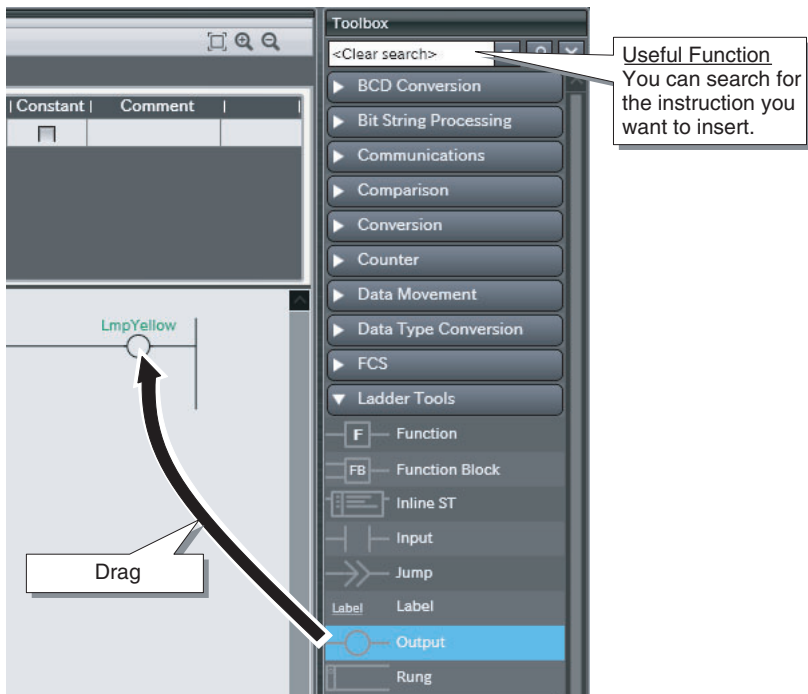 Toolbox
<Clear search>
Useful Function
You can search for
the instruction you
want to insert.
BCD Conversion
Bit String Processing
Communications
Comparison
Conversion
Counter
Data Movement
Data Type Conversion
FCS
Ladder Tools
F Function
FB Function Block
Inline ST
Input
Jump
Label Label
Output
Rung
| Constant | Comment | |
LmpYellow
Drag